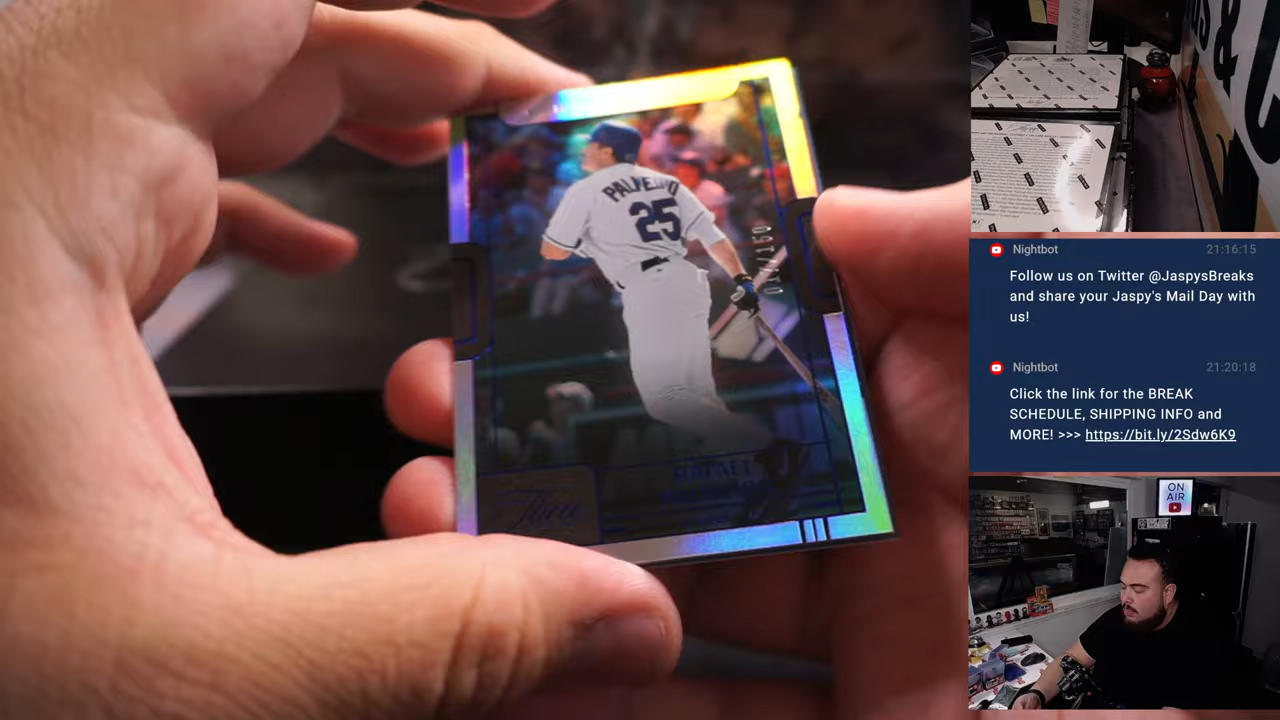 PALMEIRO
25
RAFAEL
Nightbot 21:16:15
Follow us on Twitter @JaspysBreaks
and share your Jaspy's Mail Day with
us!
Nightbot 21:20:18
Click the link for the BREAK
SCHEDULE, SHIPPING INFO and
MORE! >>> https://bit.ly/2Sdw6K9
ON
AIR